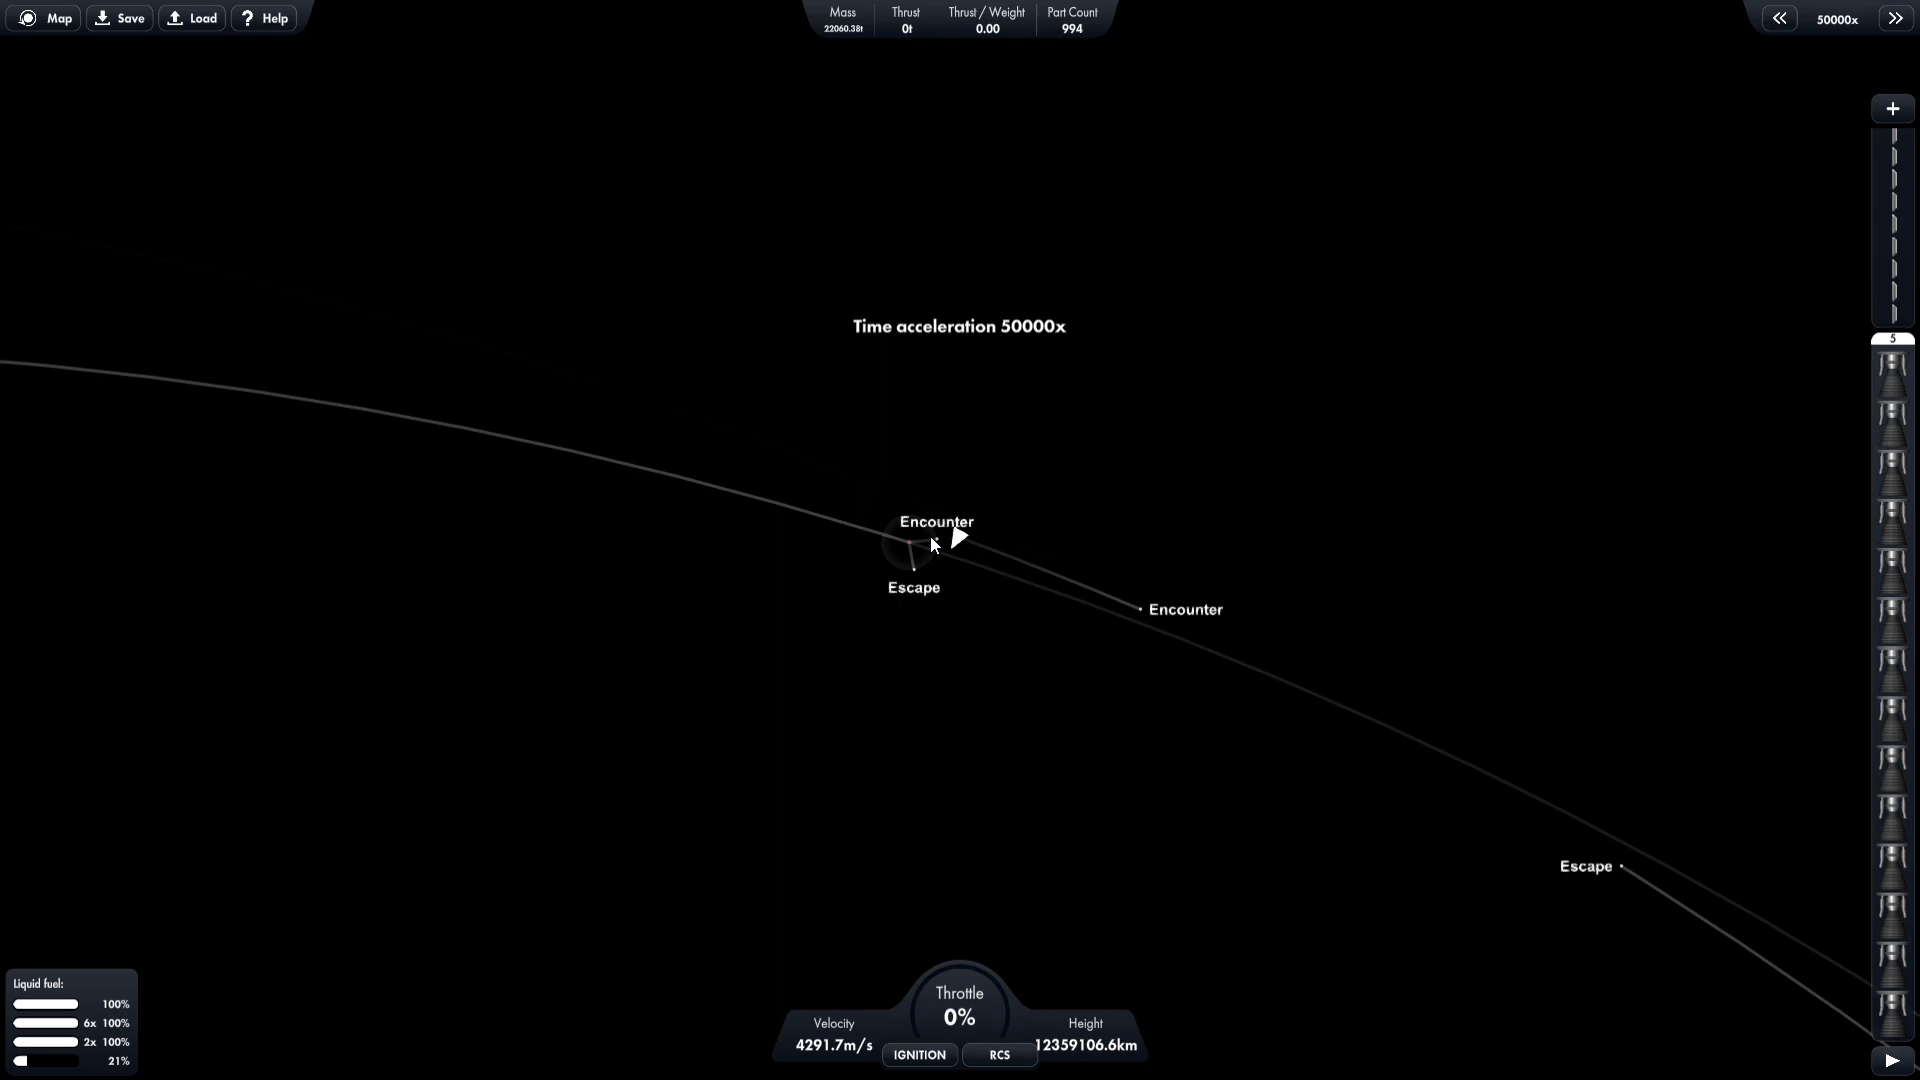 Map
Save
Load
Help
Mass
22060.38t
Thrust
0t
Thrust / Weight
0.00
Part Count
994
50000x
Time acceleration 50000x
5
Encounter
Escape
Encounter
Escape
Liquid fuel:
100%
6x 100%
2x 100%
21%
Throttle
0%
Velocity
4291.7m/s
IGNITION
RCS
Height
12359106.6km